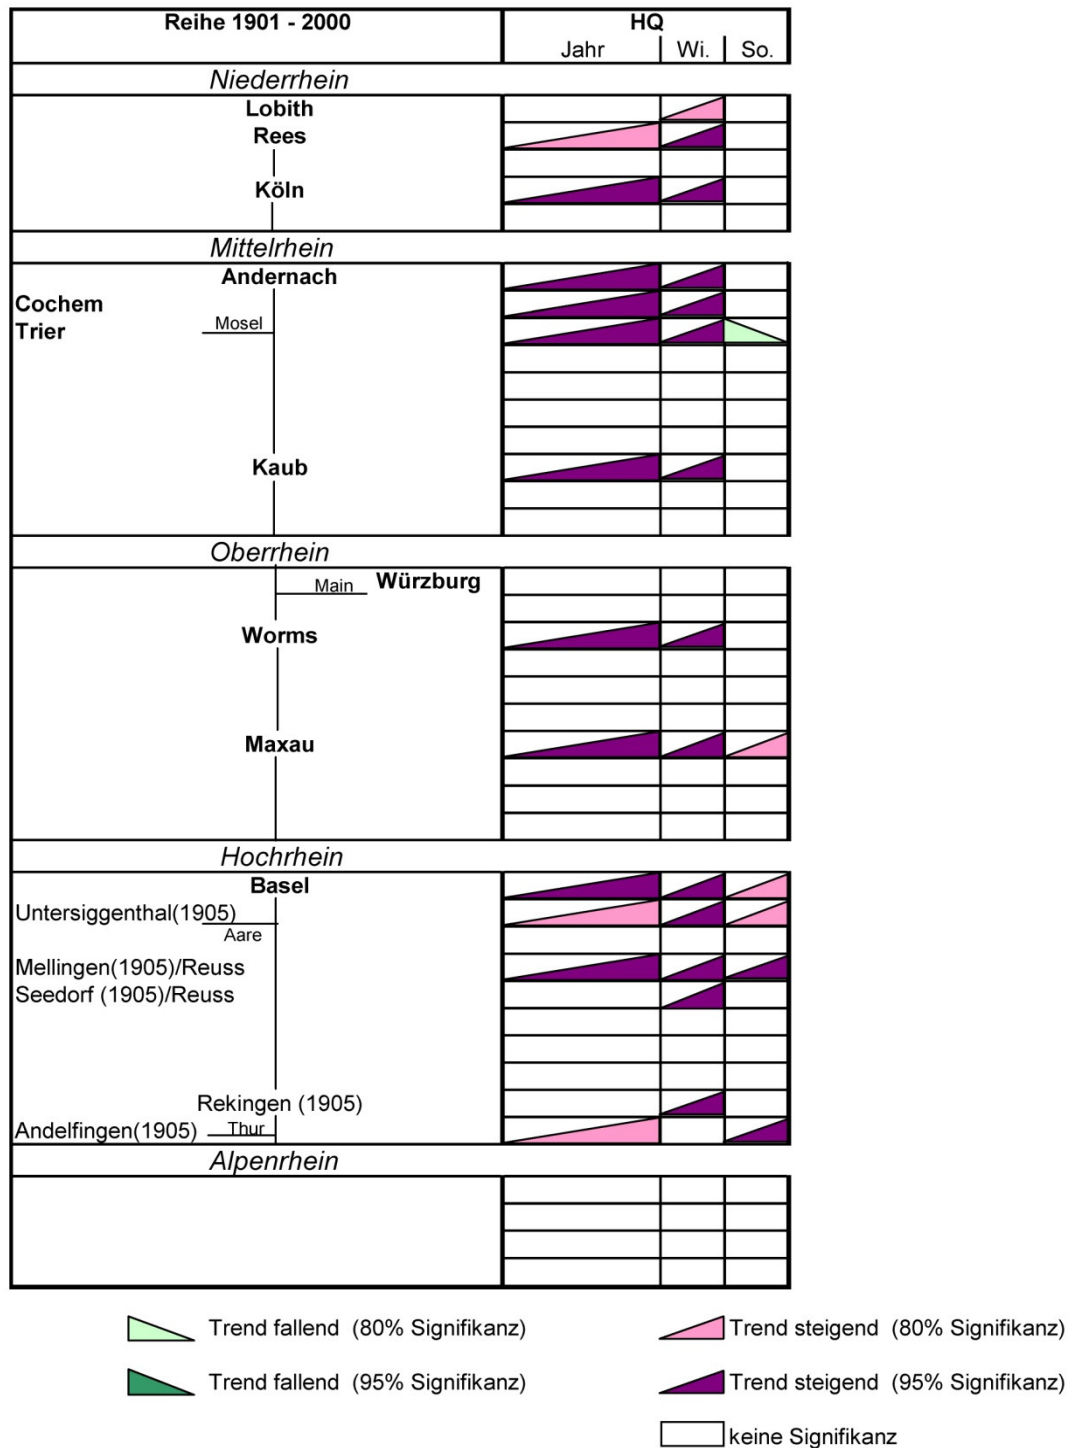 Reihe 1901 - 2000 HQ
Jahr Wi. So.
Niederrhein
Lobith
Rees
Köln
Mittelrhein
Andernach
Cochem
Trier Mosel
Kaub
Oberrhein
Main Würzburg
Worms
Maxau
Hochrhein
Basel
Untersiggenthal(1905)
Aare
Mellingen(1905)/Reuss
Seedorf (1905)/Reuss
Rekingen (1905)
Andelfingen(1905) Thur
Alpenrhein
Trend fallend (80% Signifikanz) Trend steigend (80% Signifikanz)
Trend fallend (95% Signifikanz) Trend steigend (95% Signifikanz)
keine Signifikanz